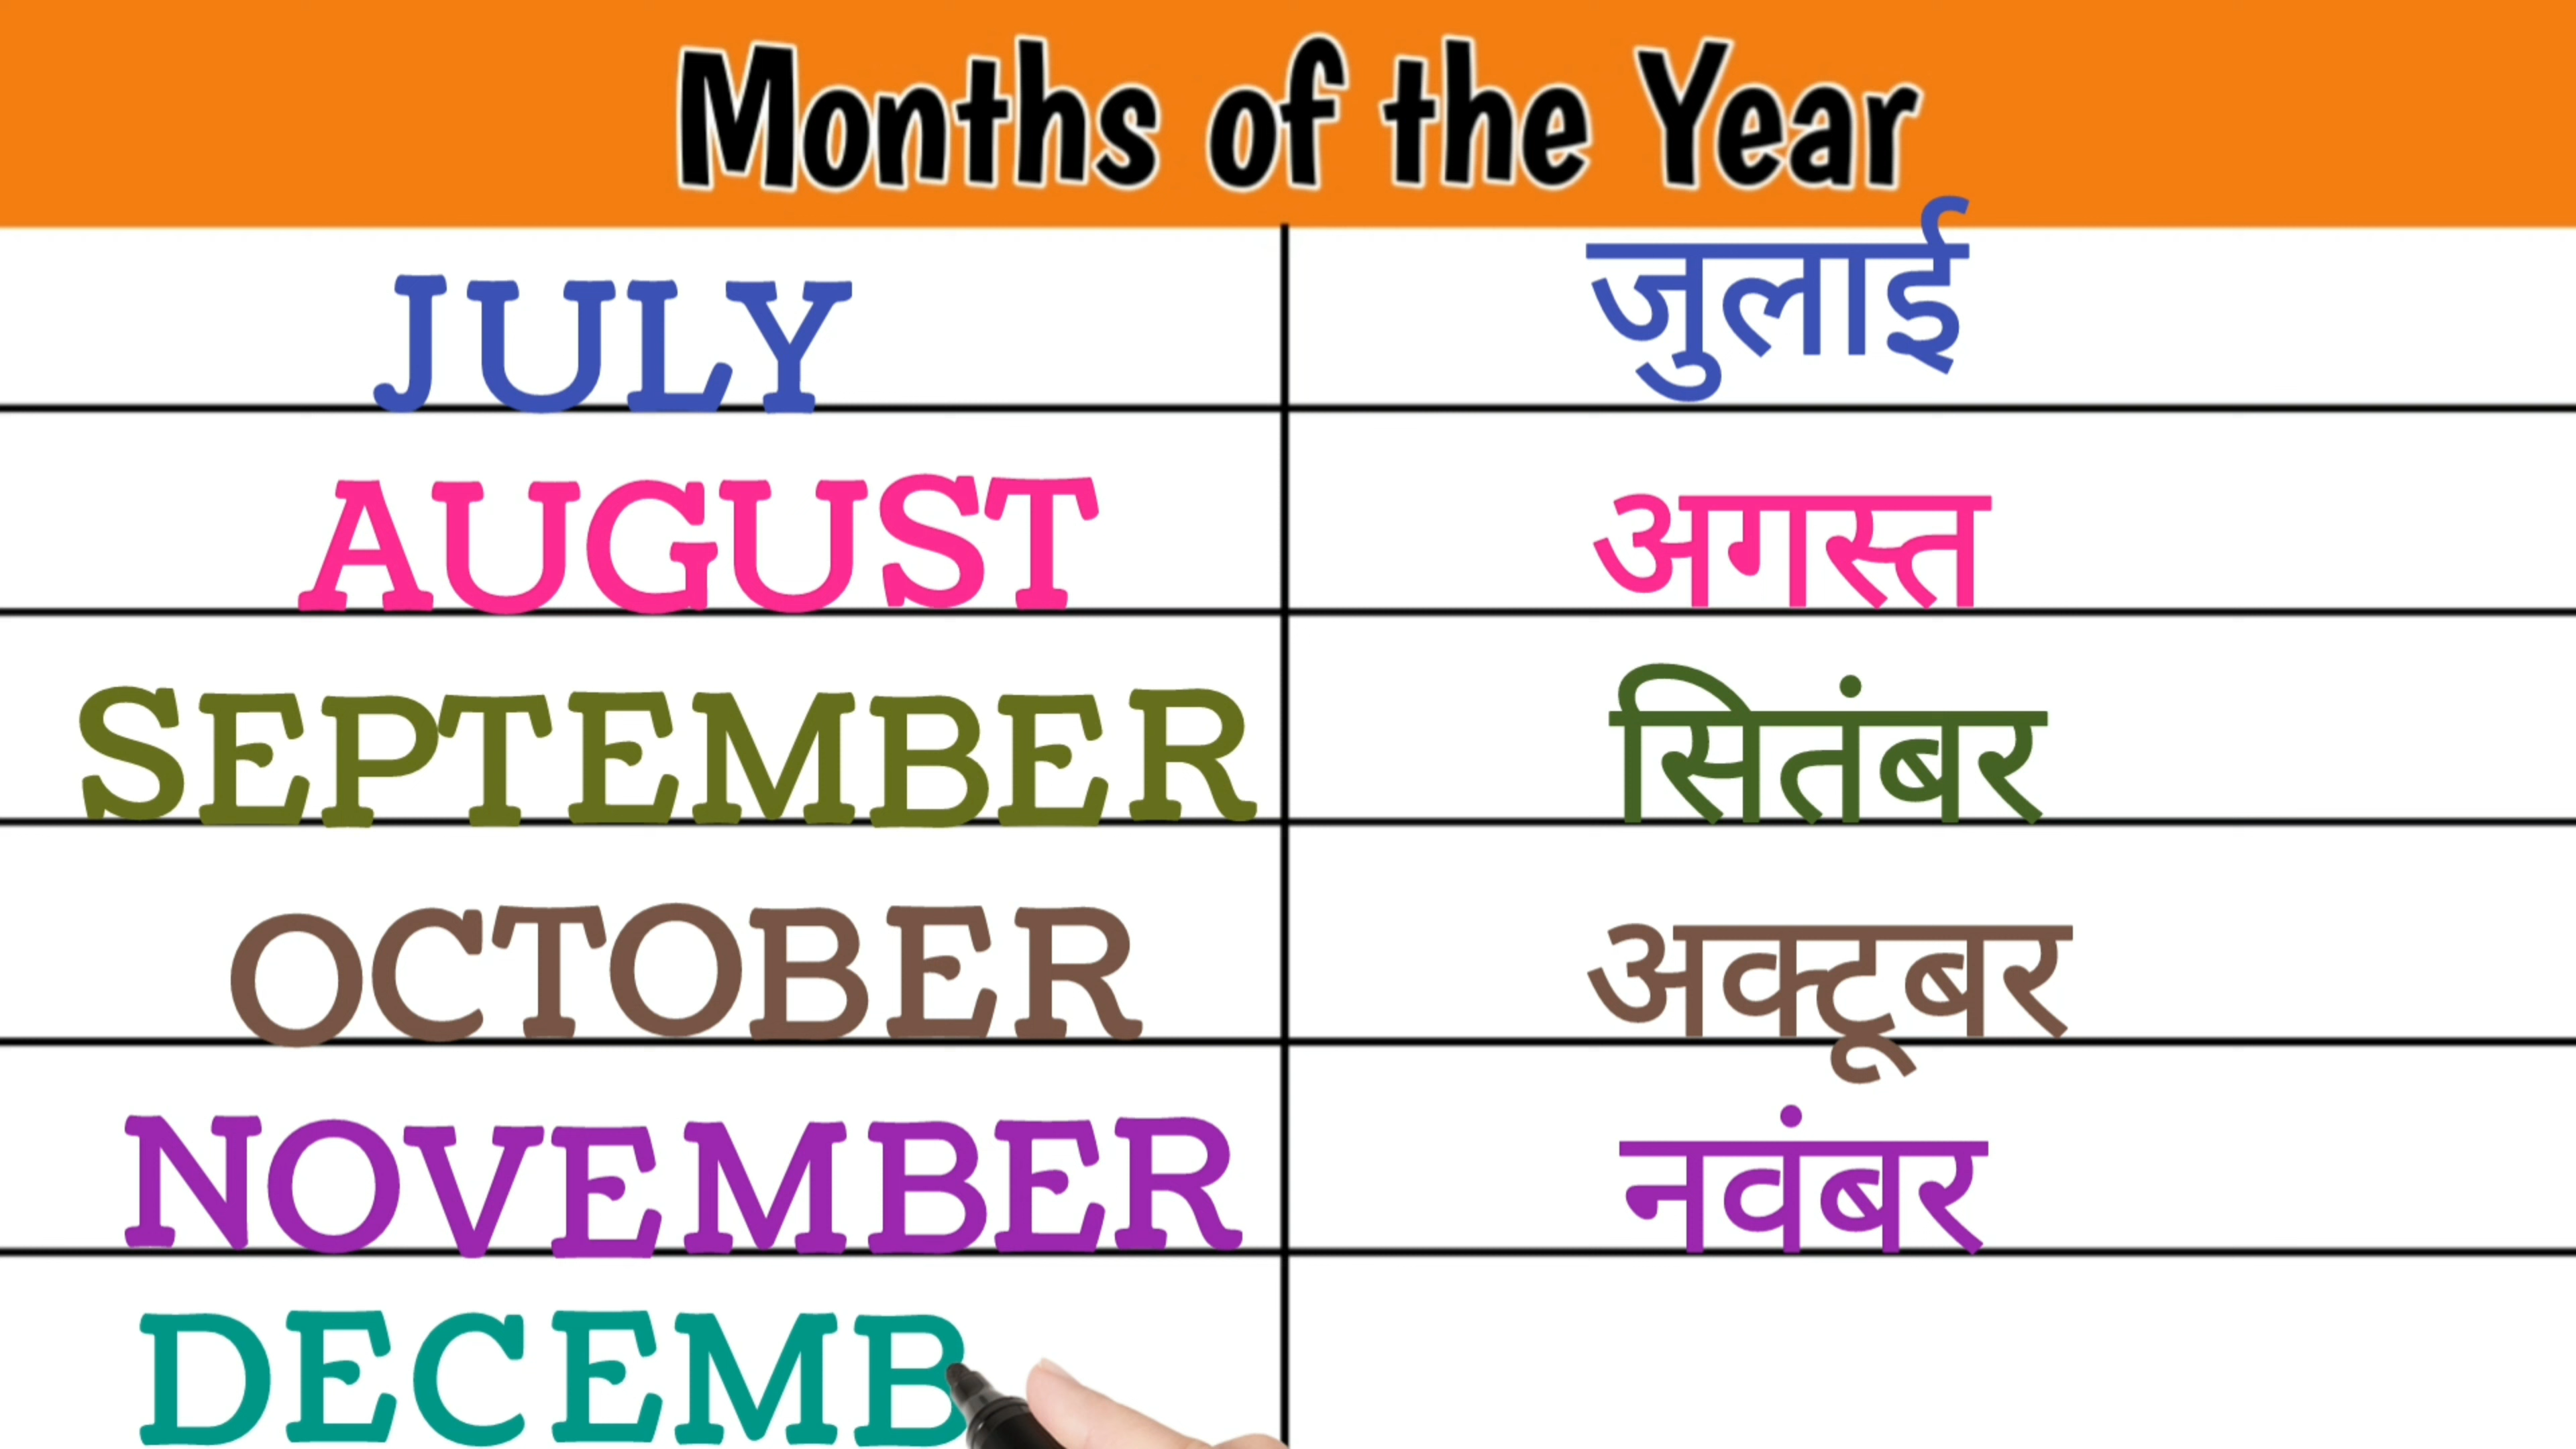 Months of the Year
JULY जुलाई
AUGUST अगस्त
SEPTEMBER सितंबर
OCTOBER अक्टूबर
NOVEMBER नवंबर
DECEMB